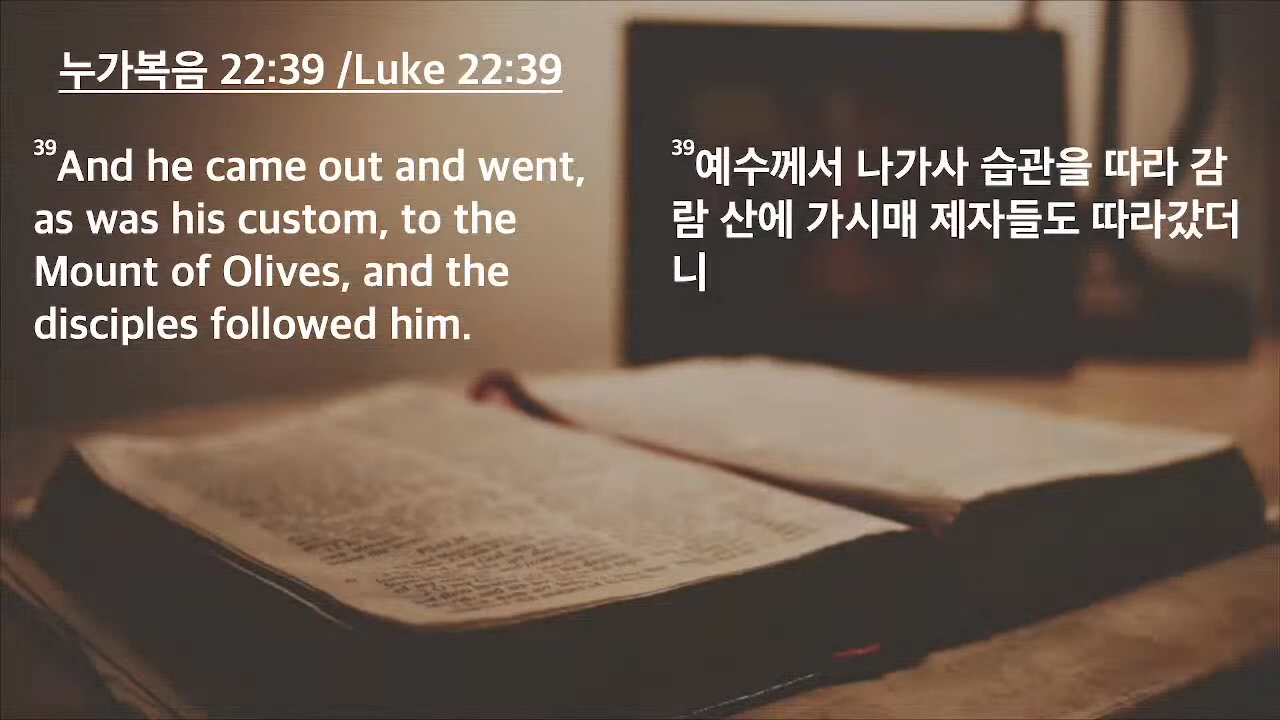 누가복음 22:39 /Luke 22:39
39And he came out and went,
as was his custom, to the
Mount of Olives, and the
disciples followed him.
39예수께서 나가사 습관을 따라 감
람 산에 가시매 제자들도 따라갔더
니